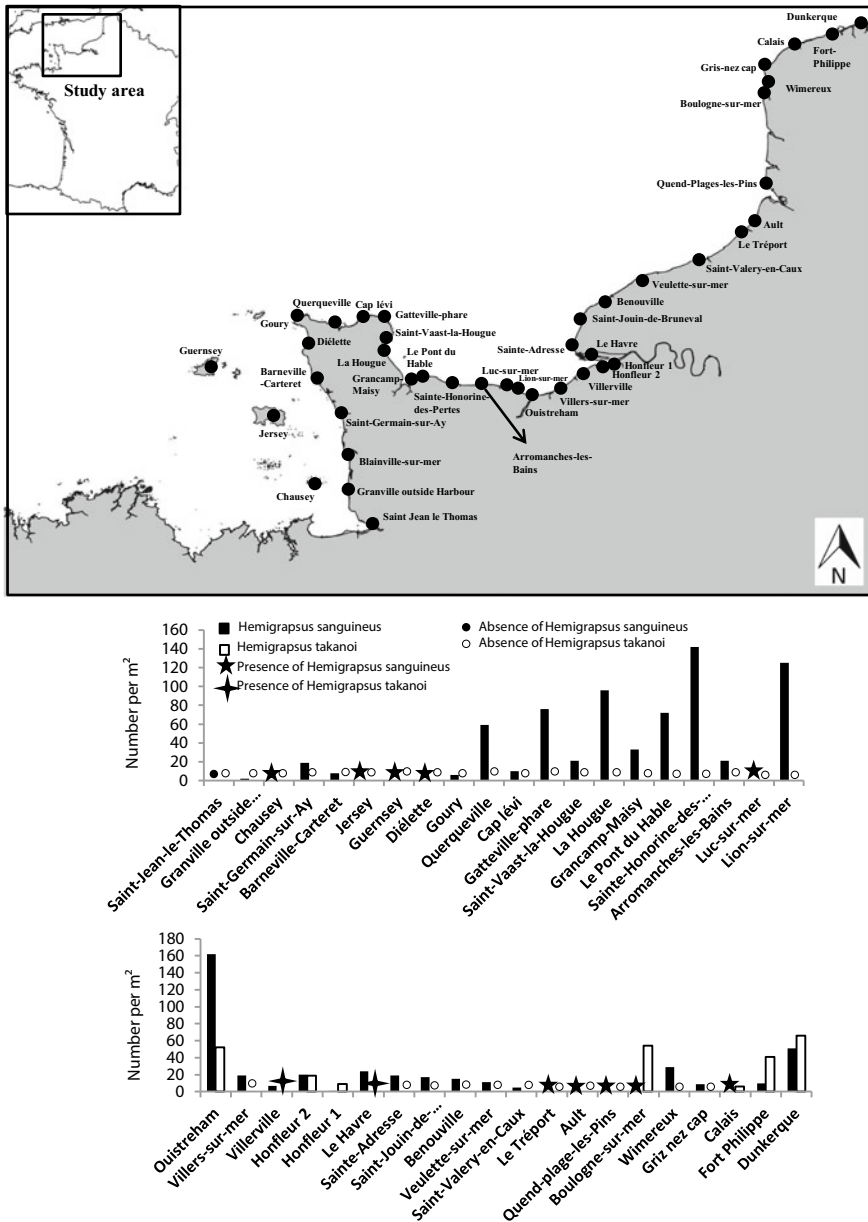 Study area
Dunkerque
Calais
Fort-
Philippe
Gris-nez cap
Wimereux
Boulogne-sur-mer
Quend-Plages-les-Pins
Ault
Le Tréport
Saint-Valery-en-Caux
Veulette-sur-mer
Benouville
Saint-Jouin-de-Bruneval
Querqueville
Cap lévi
Gatteville-phare
Goury
Saint-Vaast-la-Hougue
Diélette
Sainte-Adresse
Le Havre
Guernsey
La Hougue
Le Pont du
Hable
Honfleur 1
Honfleur 2
Barneville
-Carteret
Grancamp-
Maisy
Luc-sur-mer
Lion-sur-mer
Villerville
Sainte-Honorine-
des-Pertes
Villers-sur-mer
Ouistreham
Saint-Germain-sur-Ay
Jersey
Arromanches-les-
Bains
Blainville-sur-mer
Chausey
Granville outside Harbour
Saint Jean le Thomas
N
Hemigrapsus sanguineus
Absence of Hemigrapsus sanguineus
Hemigrapsus takanoi
Absence of Hemigrapsus takanoi
Presence of Hemigrapsus sanguineus
Presence of Hemigrapsus takanoi
Number per m²
160
140
120
100
80
60
40
20
0
Saint-Jean-le-Thomas
Granville outside...
Chausey
Saint-Germain-sur-Ay
Barneville-Carteret
Jersey
Guernsey
Diélette
Goury
Querqueville
Cap lévi
Gatteville-phare
Saint-Vaast-la-Hougue
La Hougue
Grancamp-Maisy
Le Pont du Hable
Sainte-Honorine-des-...
Arromanches-les-Bains
Luc-sur-mer
Lion-sur-mer
Number per m²
180
160
140
120
100
80
60
40
20
0
Ouistreham
Villers-sur-mer
Villerville
Honfleur 2
Honfleur 1
Le Havre
Sainte-Adresse
Saint-Jouin-de-...
Benouville
Veulette-sur-mer
Saint-Valery-en-Caux
Le Tréport
Ault
Quend-plage-les-Pins
Boulogne-sur-mer
Wimereux
Griz nez cap
Calais
Fort Philippe
Dunkerque